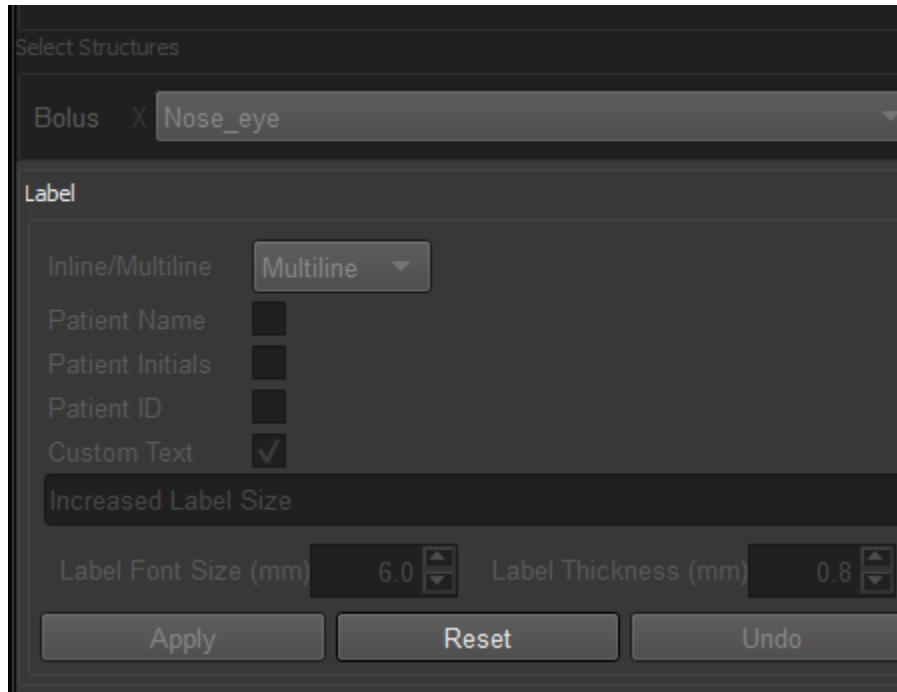 Select Structures
Bolus X Nose_eye
Label
Inline/Multiline Multiline
Patient Name
Patient Initials
Patient ID
Custom Text
Increased Label Size
Label Font Size (mm) 6.0 Label Thickness (mm) 0.8
Apply Reset Undo